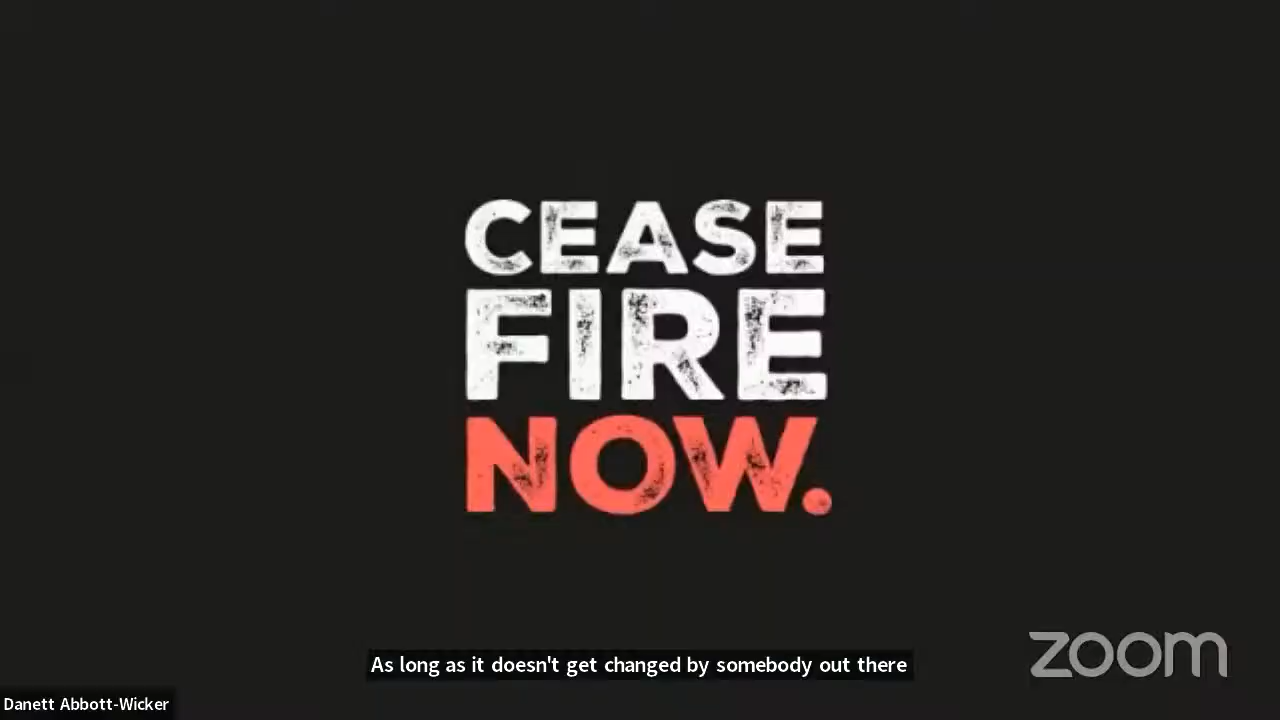 CEASE
FIRE
NOW.
As long as it doesn't get changed by somebody out there
zoom
Danett Abbott-Wicker